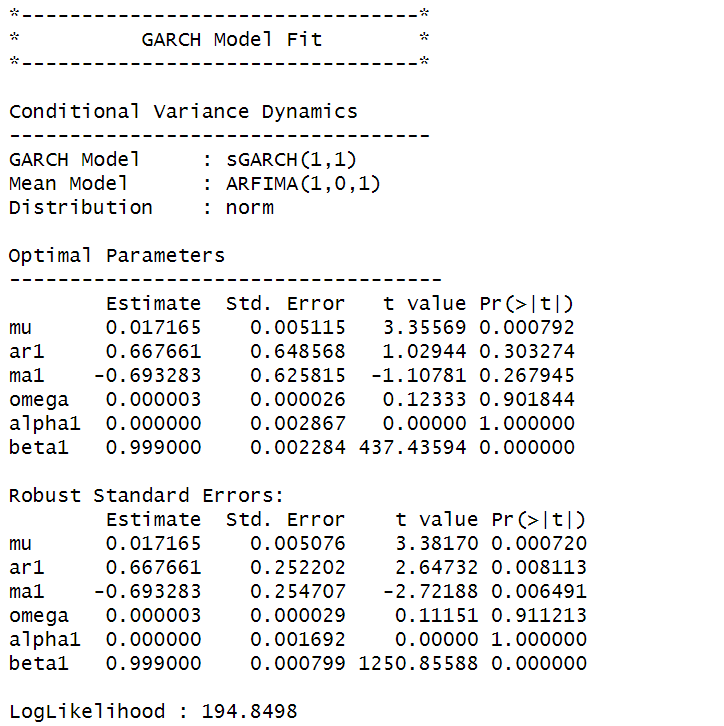 *---------------------------------*
*          GARCH Model Fit        *
*---------------------------------*
Conditional Variance Dynamics
-----------------------------------
GARCH Model     : sGARCH(1,1)
Mean Model      : ARFIMA(1,0,1)
Distribution    : norm
Optimal Parameters
------------------------------------
        Estimate  Std. Error   t value Pr(>|t|)
mu      0.017165    0.005115   3.35569 0.000792
ar1     0.667661    0.648568   1.02944 0.303274
ma1    -0.693283    0.625815  -1.10781 0.267945
omega   0.000003    0.000026   0.12333 0.901844
alpha1  0.000000    0.002867   0.00000 1.000000
beta1   0.999000    0.002284 437.43594 0.000000
Robust Standard Errors:
        Estimate  Std. Error    t value Pr(>|t|)
mu      0.017165    0.005076    3.38170 0.000720
ar1     0.667661    0.252202    2.64732 0.008113
ma1    -0.693283    0.254707   -2.72188 0.006491
omega   0.000003    0.000029    0.11151 0.911213
alpha1  0.000000    0.001692    0.00000 1.000000
beta1   0.999000    0.000799 1250.85588 0.000000
LogLikelihood : 194.8498